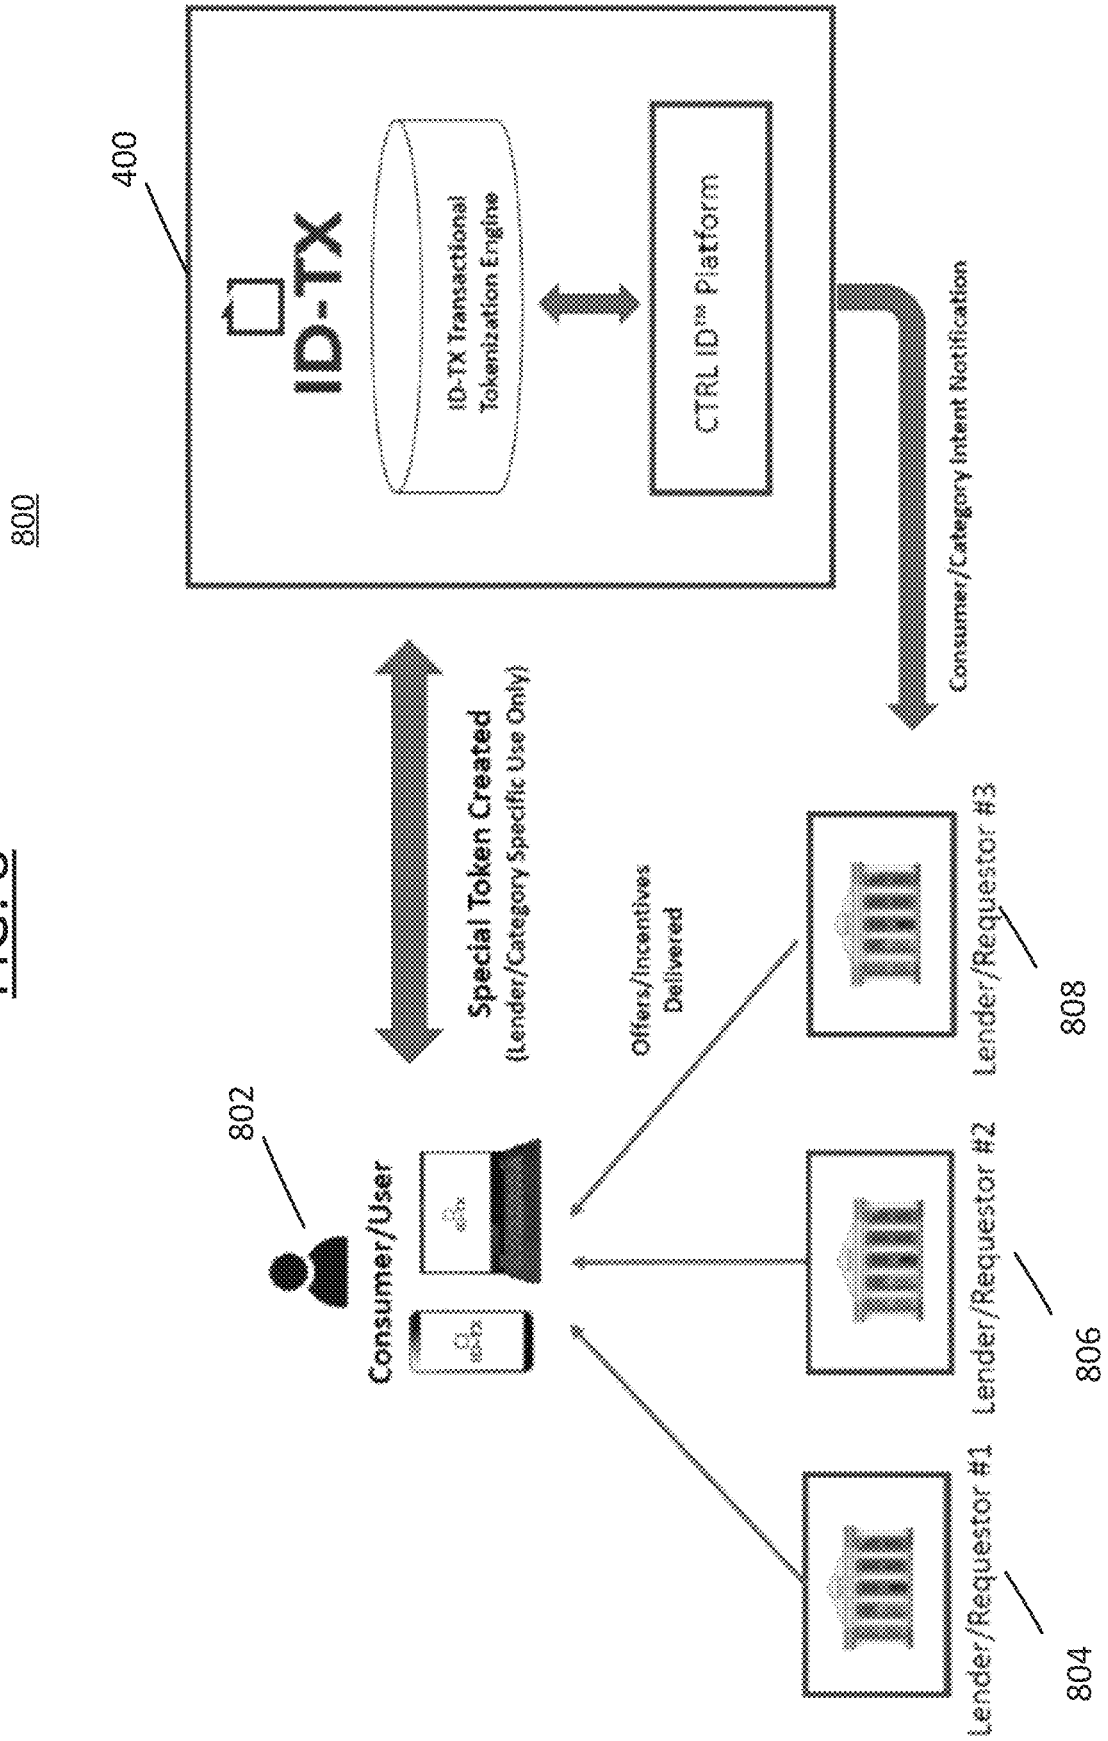 800
400
ID-TX
ID-TX Transactional
Tokenization Engine
CTRL ID™ Platform
802
Consumer/User
Special Token Created
(Lender/Category Specific Use Only)
Offers/Incentives
Delivered
Consumer/Category Intent Notification
Lender/Requestor #1
Lender/Requestor #2
Lender/Requestor #3
804
806
808